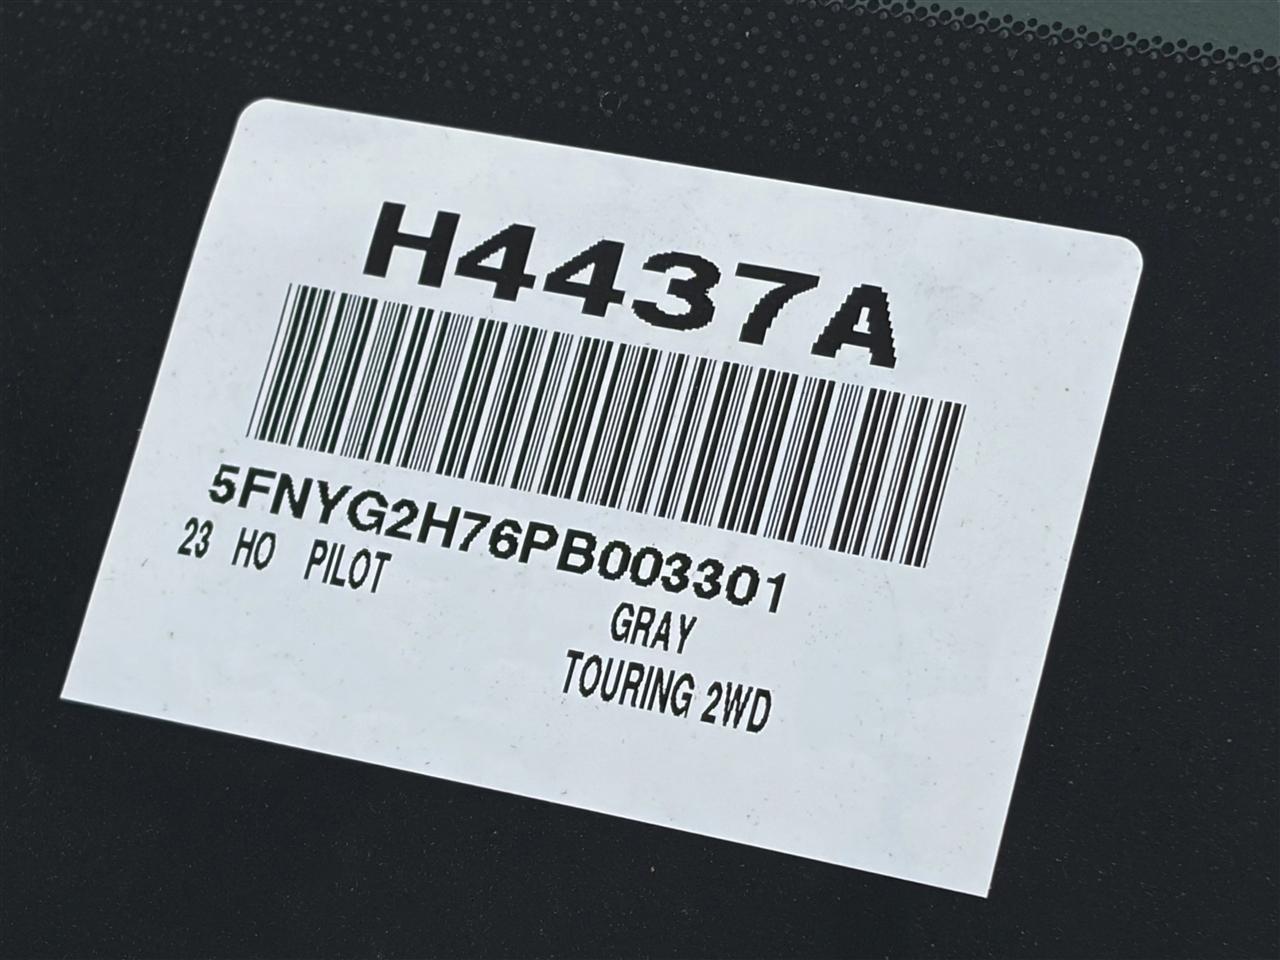 H4437A
5FNYG2H76PB003301
23 HO PILOT
GRAY
TOURING 2WD